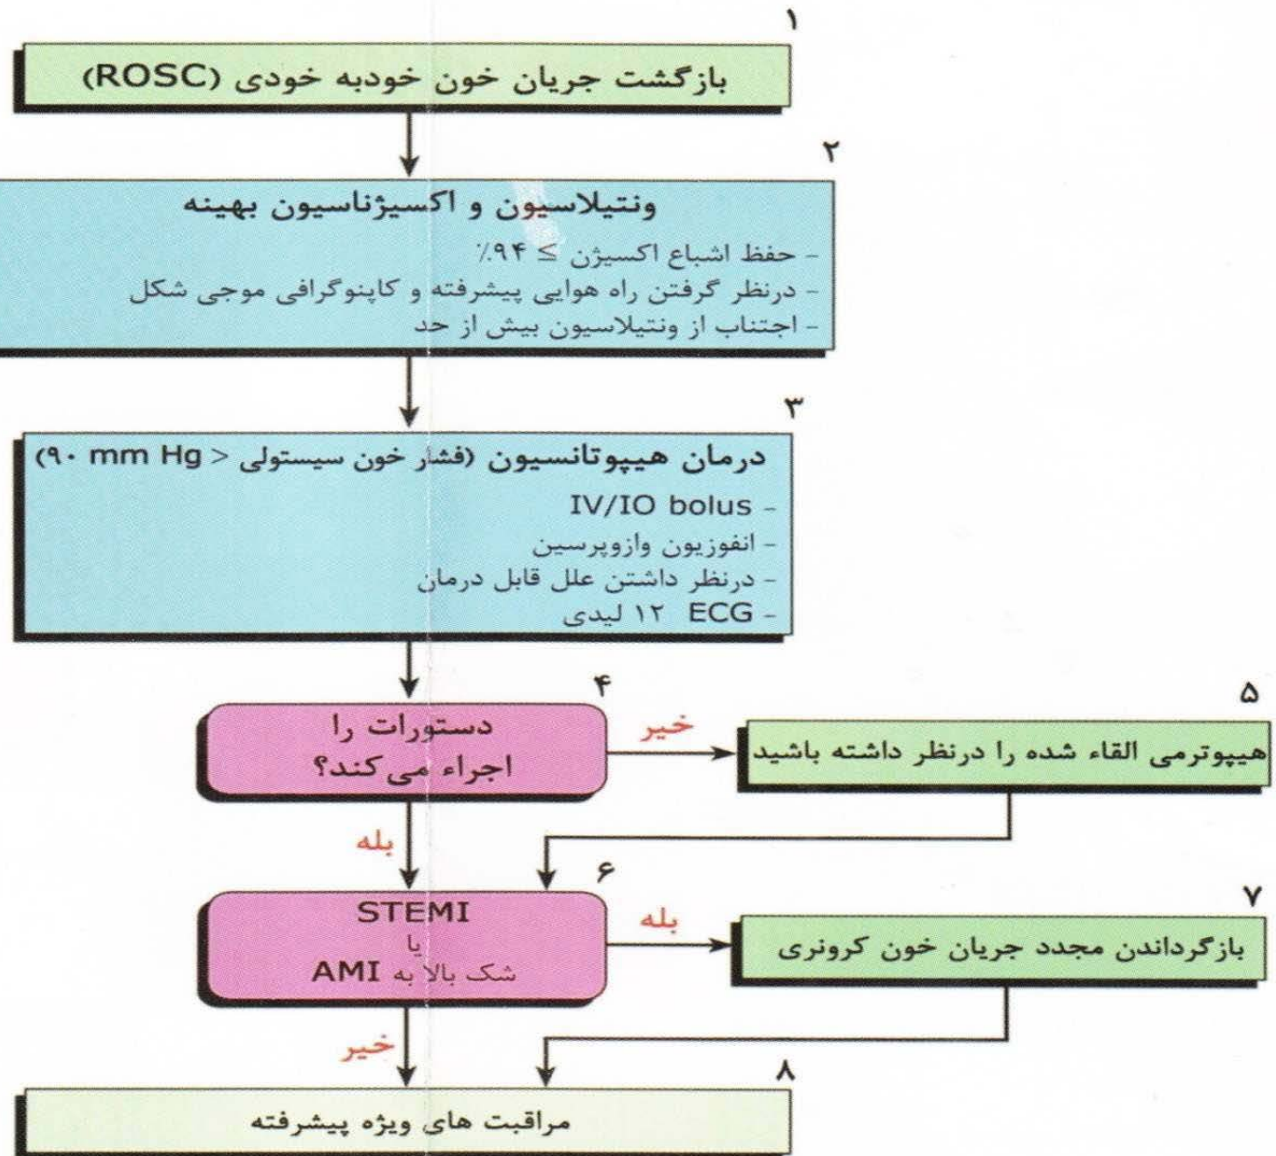 ۱
بازگشت جریان خون خودبه خودی (ROSC)
۲
ونتیلاسیون و اکسیژناسیون بهینه
- حفظ اشباع اکسیژن ≥ ۹۴٪
- درنظر گرفتن راه هوایی پیشرفته و کاپنوگرافی موجی شکل
- اجتناب از ونتیلاسیون بیش از حد
۳
درمان هیپوتانسیون (فشار خون سیستولی < ۹۰ mm Hg)
- IV/IO bolus
- انفوزیون وازوپرسین
- درنظر داشتن علل قابل درمان
- ECG ۱۲ لیدی
۴
دستورات را
اجراء می‌کند؟
خیر
۵
هیپوترمی القاء شده را درنظر داشته باشید
بله
۶
STEMI
یا
شک بالا به AMI
بله
۷
بازگرداندن مجدد جریان خون کرونری
خیر
۸
مراقبت های ویژه پیشرفته